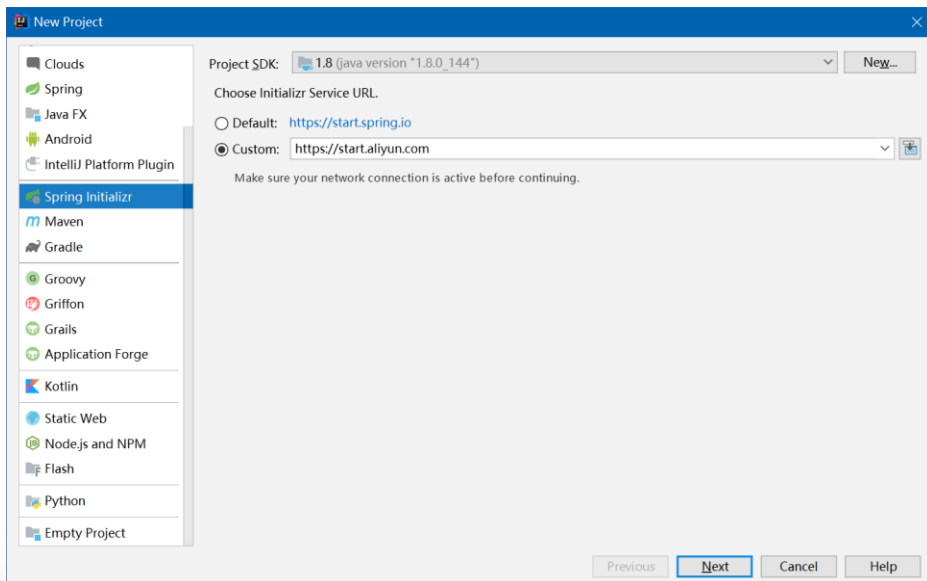 New Project
Clouds
Spring
Java FX
Android
IntelliJ Platform Plugin
Spring Initializr
Maven
Gradle
Groovy
Griffon
Grails
Application Forge
Kotlin
Static Web
Node.js and NPM
Flash
Python
Empty Project
Project SDK: 1.8 (java version "1.8.0_144") New...
Choose Initializr Service URL.
Default: https://start.spring.io
Custom: https://start.aliyun.com
Make sure your network connection is active before continuing.
Previous Next Cancel Help